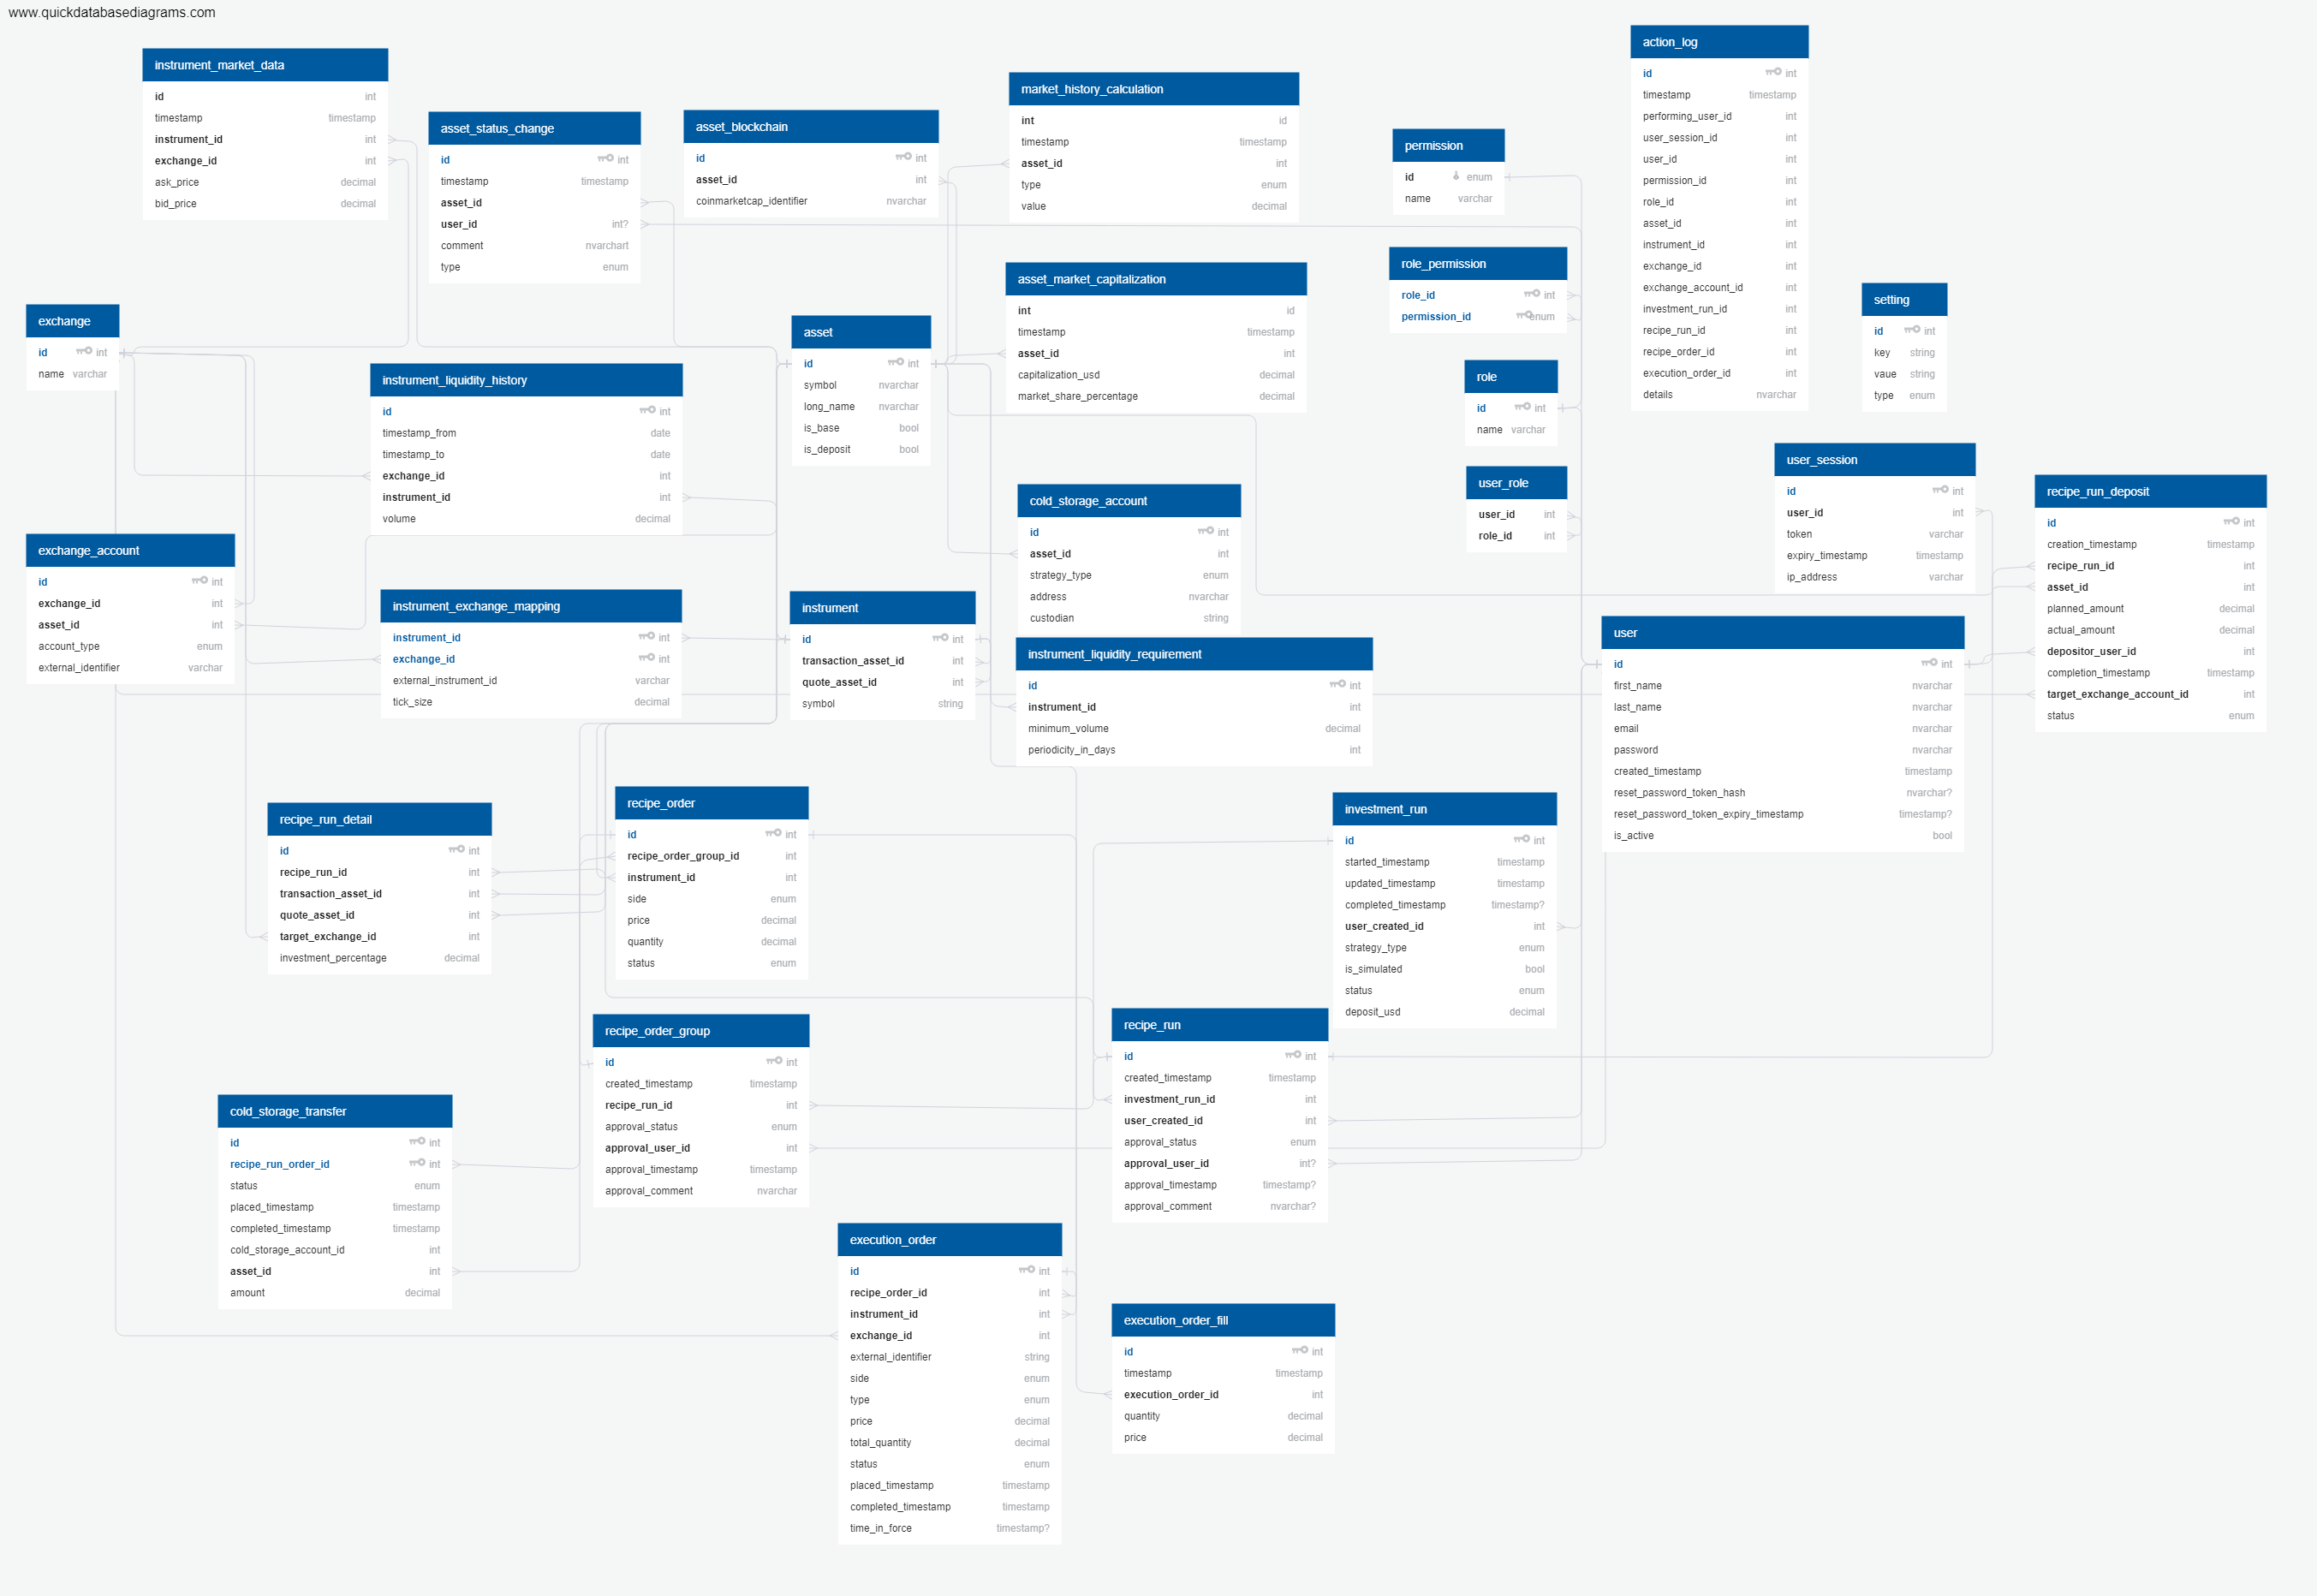 www.quickdatabasediagrams.com
instrument_market_data
id int
timestamp timestamp
instrument_id int
exchange_id int
ask_price decimal
bid_price decimal
asset_status_change
id int
timestamp timestamp
asset_id
user_id int?
comment nvarchart
type enum
asset_blockchain
id int
asset_id int
coinmarketcap_identifier nvarchar
market_history_calculation
int id
timestamp timestamp
asset_id int
type enum
value decimal
permission
id enum
name varchar
action_log
id int
timestamp timestamp
performing_user_id int
user_session_id int
user_id int
permission_id int
role_id int
asset_id int
instrument_id int
exchange_id int
exchange_account_id int
investment_run_id int
recipe_run_id int
recipe_order_id int
execution_order_id int
details nvarchar
role_permission
role_id int
permission_id enum
asset_market_capitalization
int id
timestamp timestamp
asset_id int
capitalization_usd decimal
market_share_percentage decimal
setting
id int
key string
vaue string
type enum
exchange
id int
name varchar
asset
id int
symbol nvarchar
long_name nvarchar
is_base bool
is_deposit bool
instrument_liquidity_history
id int
timestamp_from date
timestamp_to date
exchange_id int
instrument_id int
volume decimal
role
id int
name varchar
user_role
user_id int
role_id int
user_session
id int
user_id int
token varchar
expiry_timestamp timestamp
ip_address varchar
recipe_run_deposit
id int
creation_timestamp timestamp
recipe_run_id int
asset_id int
planned_amount decimal
actual_amount decimal
depositor_user_id int
completion_timestamp timestamp
target_exchange_account_id int
status enum
cold_storage_account
id int
asset_id int
strategy_type enum
address nvarchar
custodian string
exchange_account
id int
exchange_id int
asset_id int
account_type enum
external_identifier varchar
instrument_exchange_mapping
instrument_id int
exchange_id int
external_instrument_id varchar
tick_size decimal
instrument
id int
transaction_asset_id int
quote_asset_id int
symbol string
instrument_liquidity_requirement
id int
instrument_id int
minimum_volume decimal
periodicity_in_days int
user
id int
first_name nvarchar
last_name nvarchar
email nvarchar
password nvarchar
created_timestamp timestamp
reset_password_token_hash nvarchar?
reset_password_token_expiry_timestamp timestamp?
is_active bool
recipe_run_detail
id int
recipe_run_id int
transaction_asset_id int
quote_asset_id int
target_exchange_id int
investment_percentage decimal
recipe_order
id int
recipe_order_group_id int
instrument_id int
side enum
price decimal
quantity decimal
status enum
investment_run
id int
started_timestamp timestamp
updated_timestamp timestamp
completed_timestamp timestamp?
user_created_id int
strategy_type enum
is_simulated bool
status enum
deposit_usd decimal
recipe_order_group
id int
created_timestamp timestamp
recipe_run_id int
approval_status enum
approval_user_id int
approval_timestamp timestamp
approval_comment nvarchar
recipe_run
id int
created_timestamp timestamp
investment_run_id int
user_created_id int
approval_status enum
approval_user_id int?
approval_timestamp timestamp?
approval_comment nvarchar?
cold_storage_transfer
id int
recipe_run_order_id int
status enum
placed_timestamp timestamp
completed_timestamp timestamp
cold_storage_account_id int
asset_id int
amount decimal
execution_order
id int
recipe_order_id int
instrument_id int
exchange_id int
external_identifier string
side enum
type enum
price decimal
total_quantity decimal
status enum
placed_timestamp timestamp
completed_timestamp timestamp
time_in_force timestamp?
execution_order_fill
id int
timestamp timestamp
execution_order_id int
quantity decimal
price decimal